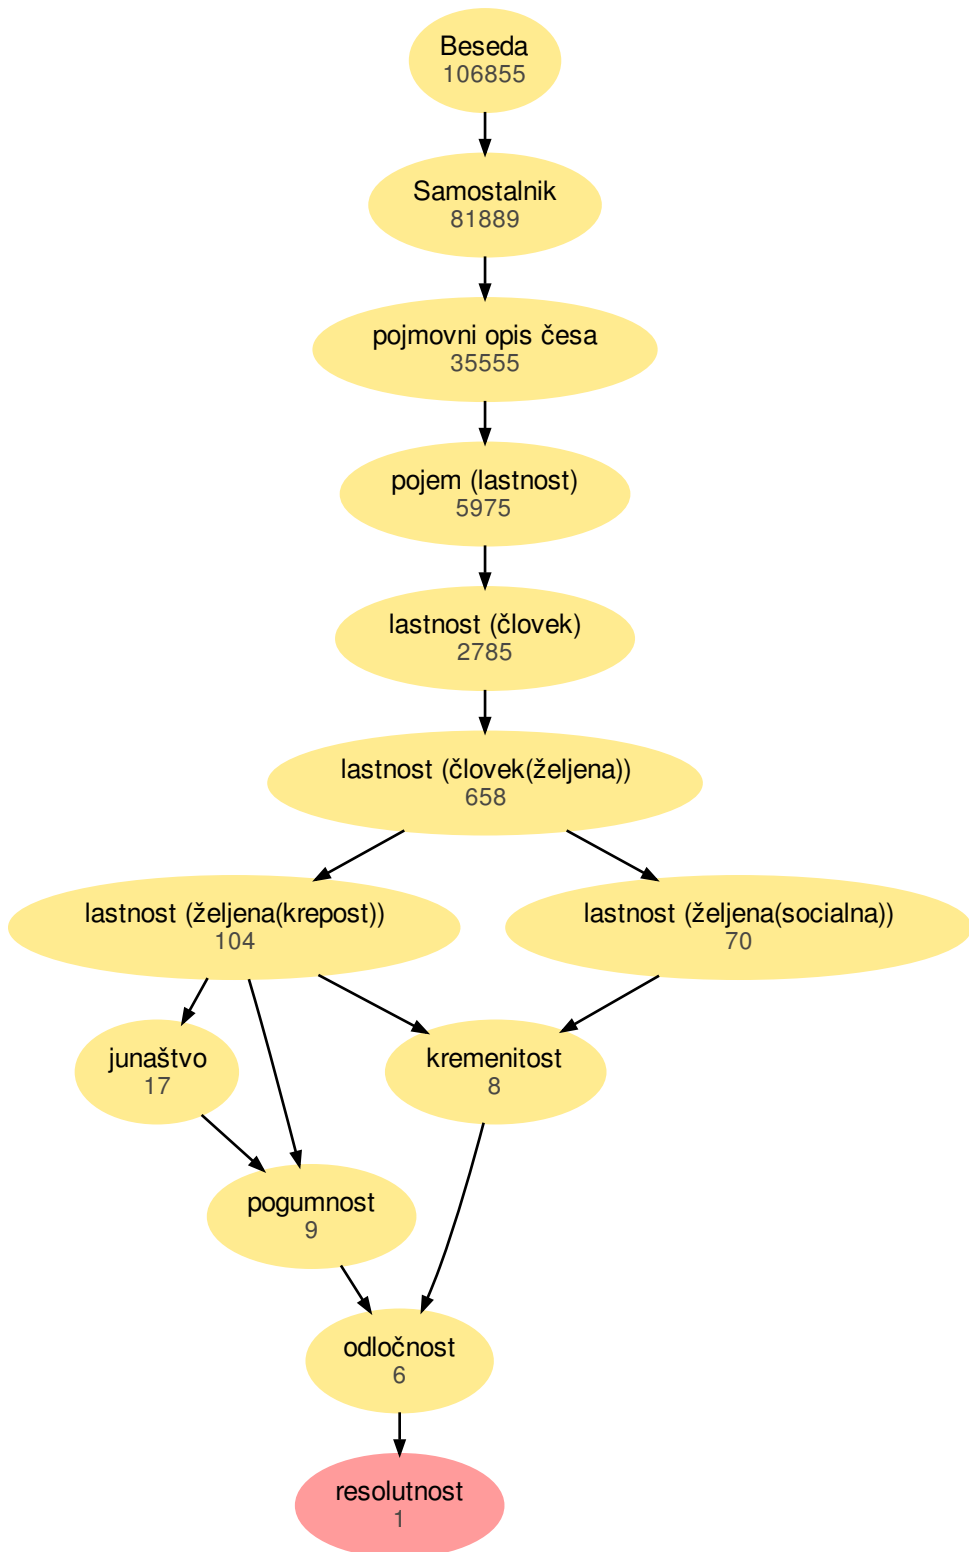 Beseda
106855
Samostalnik
81889
pojmovni opis česa
35555
pojem (lastnost)
5975
lastnost (človek)
2785
lastnost (človek(željena))
658
lastnost (željena(krepost))
104
lastnost (željena(socialna))
70
junaštvo
17
kremenitost
8
pogumnost
9
odločnost
6
resolutnost
1